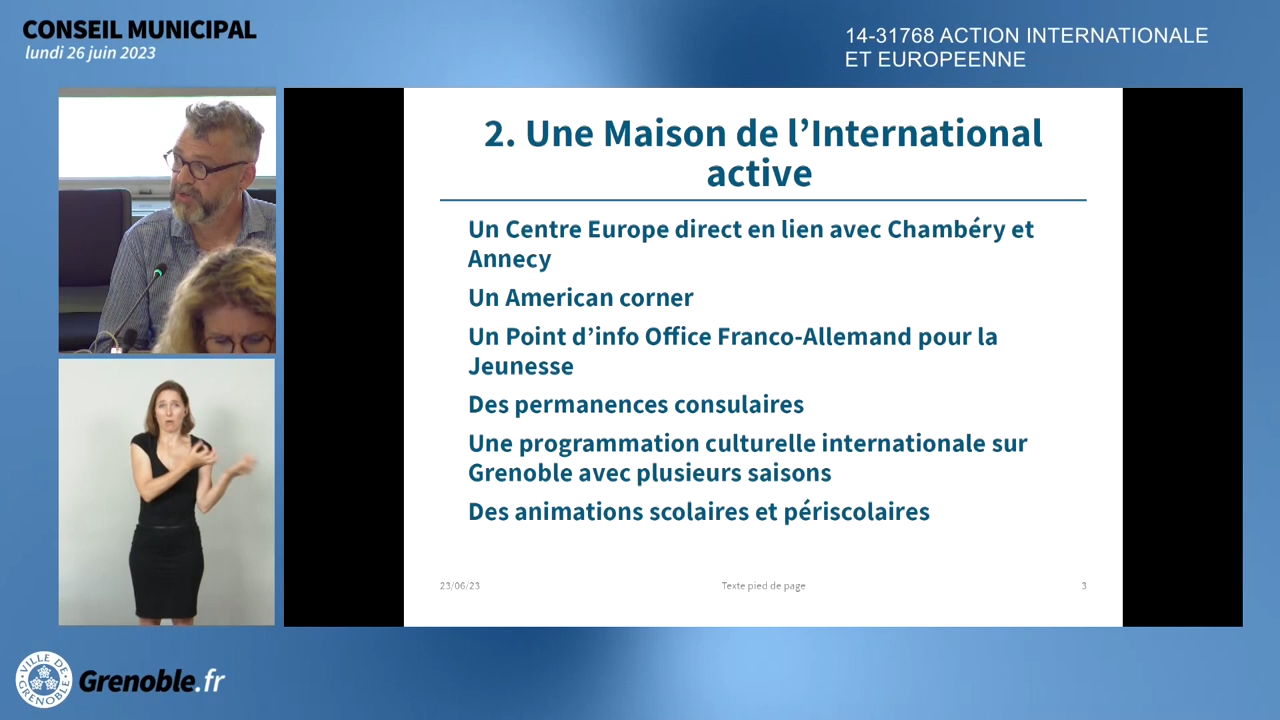 CONSEIL MUNICIPAL
lundi 26 juin 2023
14-31768 ACTION INTERNATIONALE
ET EUROPEENNE
2. Une Maison de l’International
active
Un Centre Europe direct en lien avec Chambéry et
Annecy
Un American corner
Un Point d’info Office Franco-Allemand pour la
Jeunesse
Des permanences consulaires
Une programmation culturelle internationale sur
Grenoble avec plusieurs saisons
Des animations scolaires et périscolaires
23/06/23
Texte pied de page
3
VILLE DE GRENOBLE
Grenoble.fr